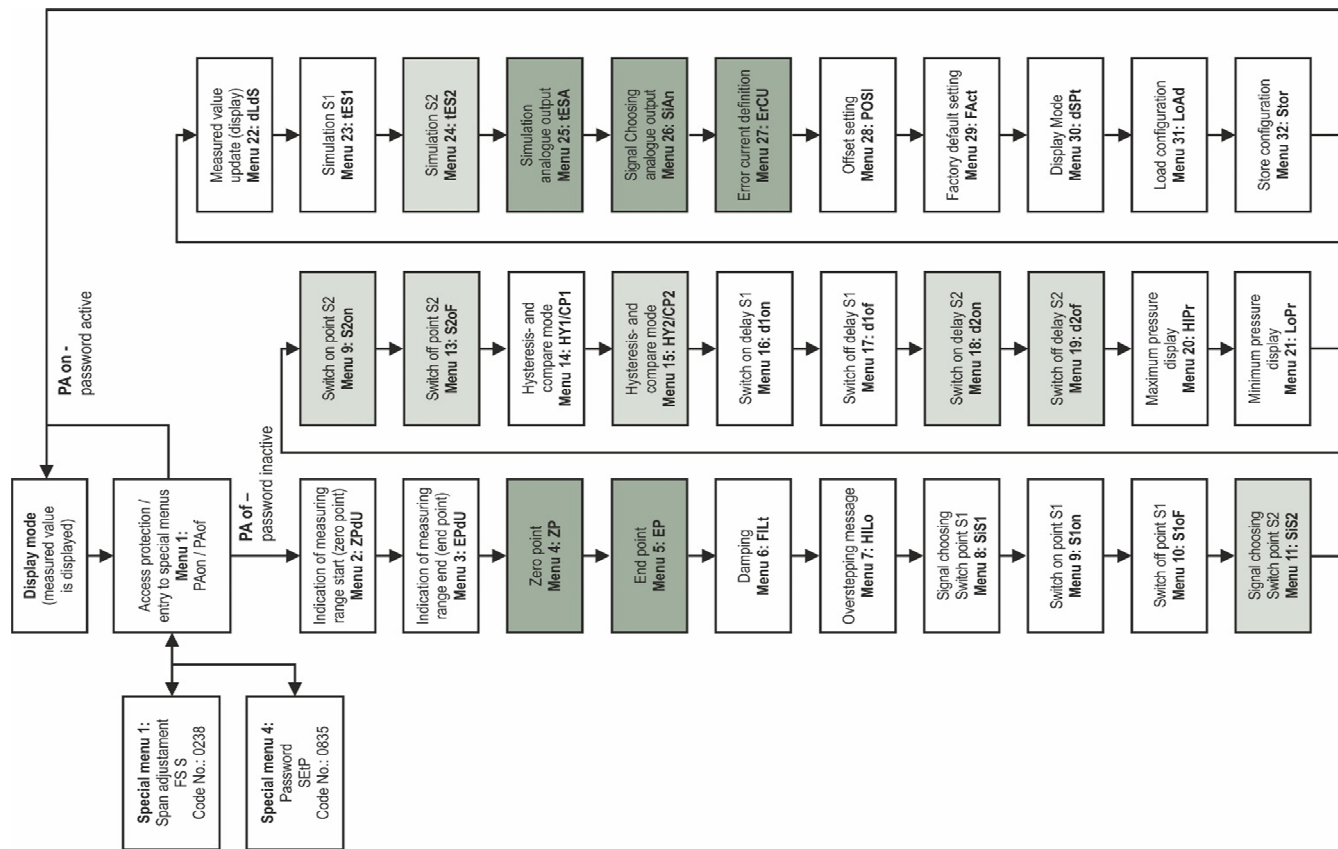 Display mode
(measured value
is displayed)
PA on -
password active
Access protection /
entry to special menus
Menu 1:
PAon / PAof
Special menu 1:
Span adjustament
FS S
Code No.: 0238
Special menu 4:
Password
SEtP
Code No.: 0835
PA of –
password inactive
Indication of measuring
range start (zero point)
Menu 2: ZPdU
Indication of measuring
range end (end point)
Menu 3: EPdU
Zero point
Menu 4: ZP
End point
Menu 5: EP
Damping
Menu 6: FILt
Overstepping message
Menu 7: HILo
Signal choosing
Switch point S1
Menu 8: SiS1
Switch on point S1
Menu 9: S1on
Switch off point S1
Menu 10: S1oF
Signal choosing
Switch point S2
Menu 11: SiS2
Switch on point S2
Menu 9: S2on
Switch off point S2
Menu 13: S2oF
Hysteresis- and
compare mode
Menu 14: HY1/CP1
Hysteresis- and
compare mode
Menu 15: HY2/CP2
Switch on delay S1
Menu 16: d1on
Switch off delay S1
Menu 17: d1of
Switch on delay S2
Menu 18: d2on
Switch off delay S2
Menu 19: d2of
Maximum pressure
display
Menu 20: HIPr
Minimum pressure
display
Menu 21: LoPr
Measured value
update (display)
Menu 22: dLdS
Simulation S1
Menu 23: tES1
Simulation S2
Menu 24: tES2
Simulation
analogue output
Menu 25: tESA
Signal Choosing
analogue output
Menu 26: SiAn
Error current definition
Menu 27: ErCU
Offset setting
Menu 28: POSI
Factory default setting
Menu 29: FAct
Display Mode
Menu 30: dSPt
Load configuration
Menu 31: LoAd
Store configuration
Menu 32: Stor